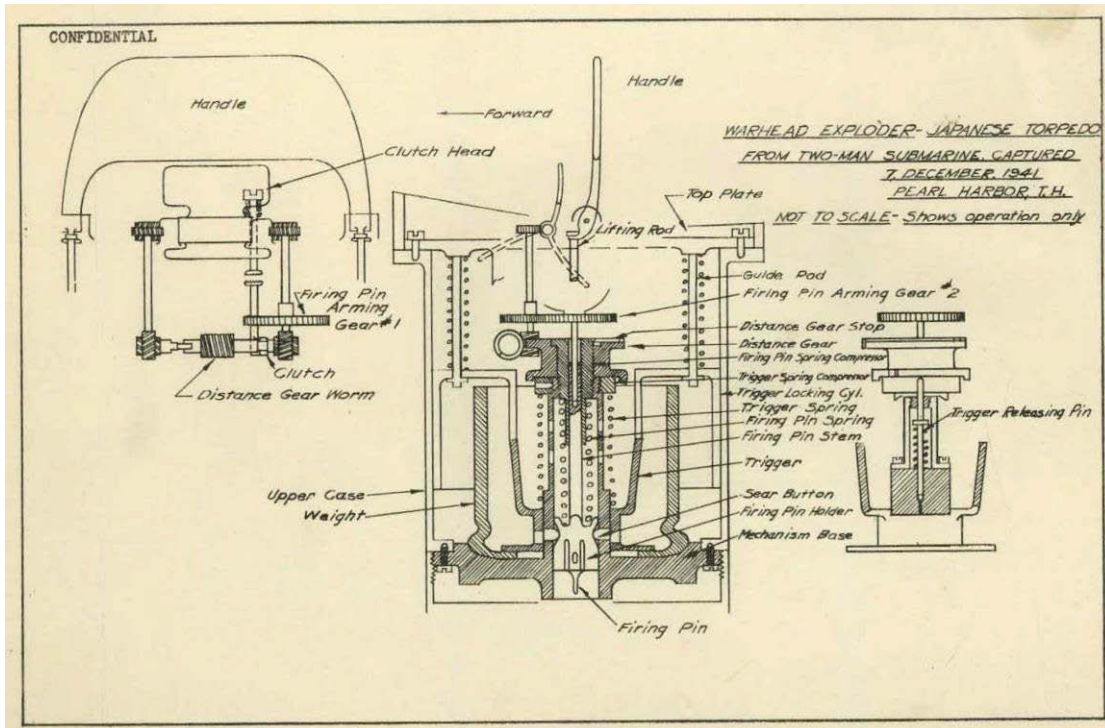 CONFIDENTIAL
Handle
Clutch Head
Firing Pin
Arming
Gear #1
Clutch
Distance Gear Worm
Forward
Handle
WARHEAD EXPLODER- JAPANESE TORPEDO
FROM TWO-MAN SUBMARINE, CAPTURED
7, DECEMBER, 1941
PEARL HARBOR, T.H.
NOT TO SCALE- Shows operation only
Top Plate
Lifting Rod
Guide Rod
Firing Pin Arming Gear #2
Distance Gear Stop
Distance Gear
Firing Pin Spring Compresor
Trigger Spring Compresor
Trigger Locking Cyl.
Trigger Spring
Firing Pin Spring
Firing Pin Stem
Trigger
Sear Button
Firing Pin Holder
Mechanism Base
Upper Case
Weight
Firing Pin
Trigger Releasing Pin